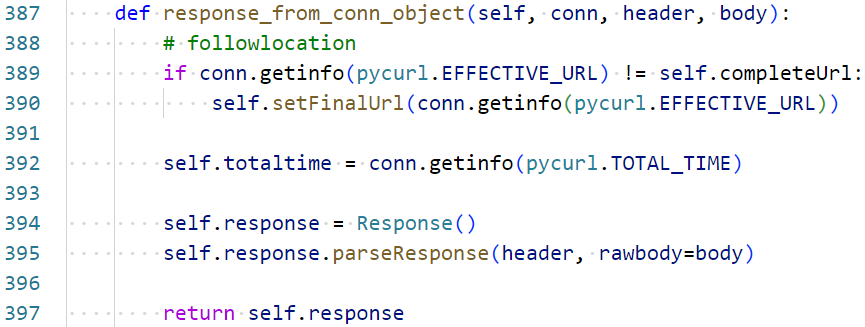 387     def response_from_conn_object(self, conn, header, body):
388         # followlocation
389         if conn.getinfo(pycurl.EFFECTIVE_URL) != self.completeUrl:
390             self.setFinalUrl(conn.getinfo(pycurl.EFFECTIVE_URL))
391
392         self.totaltime = conn.getinfo(pycurl.TOTAL_TIME)
393
394         self.response = Response()
395         self.response.parseResponse(header, rawbody=body)
396
397         return self.response